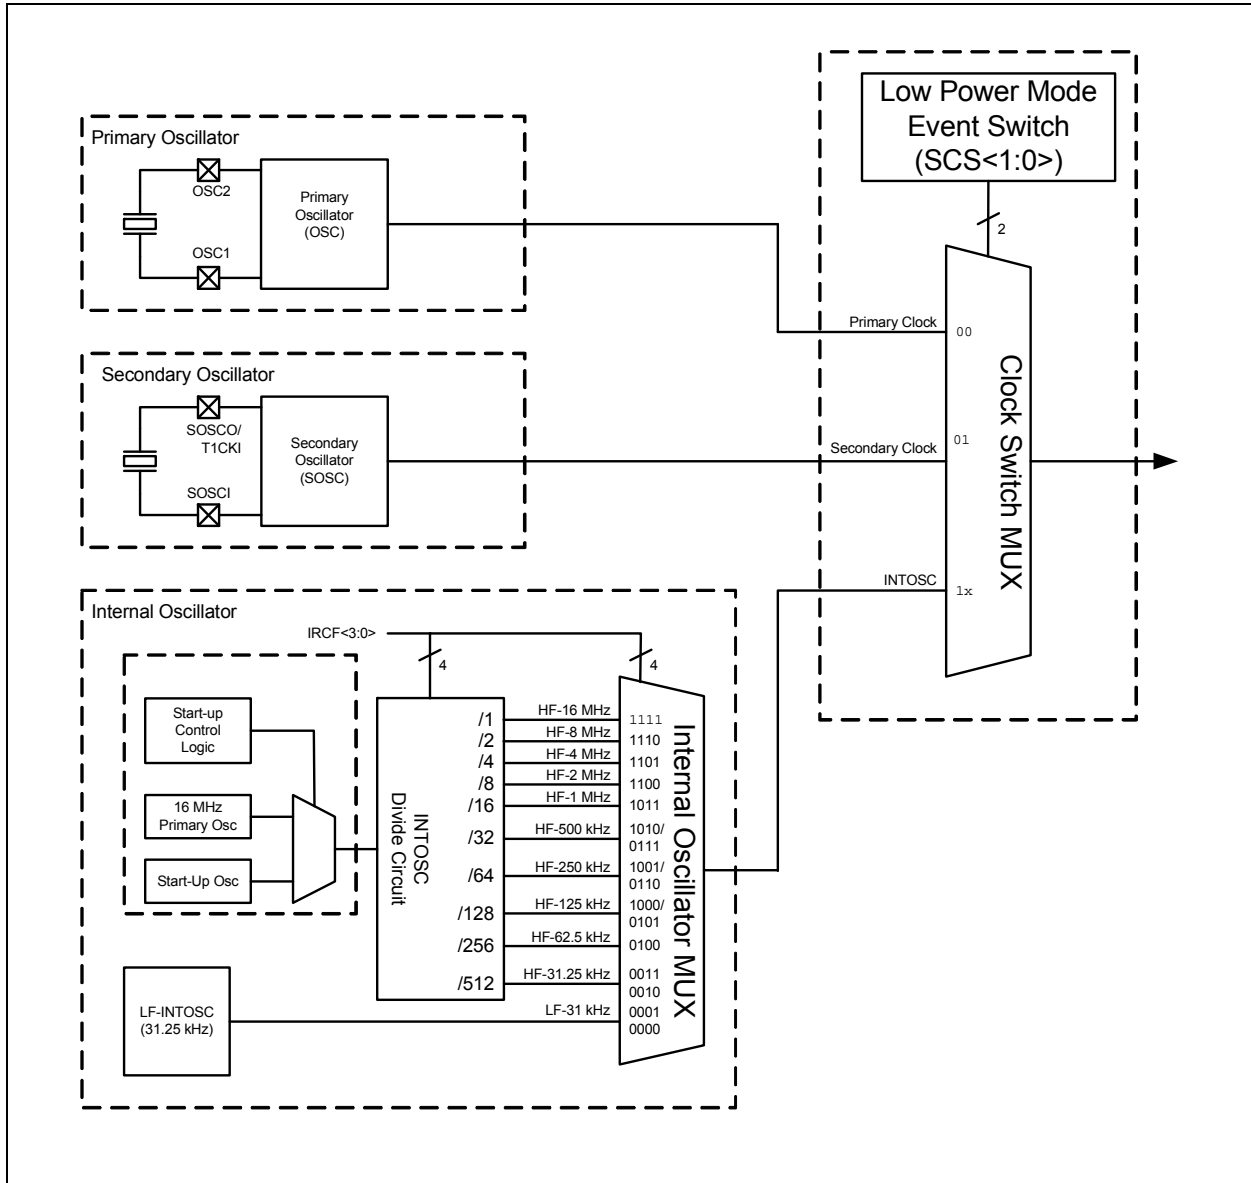 Low Power Mode
Event Switch
(SCS<1:0>)
2
Primary Oscillator
OSC2
OSC1
Primary
Oscillator
(OSC)
Primary Clock
00
Secondary Oscillator
SOSCO/
T1CKI
SOSCI
Secondary
Oscillator
(SOSC)
Secondary Clock
01
Clock Switch MUX
INTOSC
1x
Internal Oscillator
IRCF<3:0>
4
4
Start-up
Control
Logic
16 MHz
Primary Osc
Start-Up Osc
INTOSC
Divide Circuit
/1
HF-16 MHz
1111
/2
HF-8 MHz
1110
/4
HF-4 MHz
1101
/8
HF-2 MHz
1100
/16
HF-1 MHz
1011
/32
HF-500 kHz
1010/
0111
/64
HF-250 kHz
1001/
0110
/128
HF-125 kHz
1000/
0101
/256
HF-62.5 kHz
0100
/512
HF-31.25 kHz
0011
0010
LF-31 kHz
0001
0000
Internal Oscillator MUX
LF-INTOSC
(31.25 kHz)